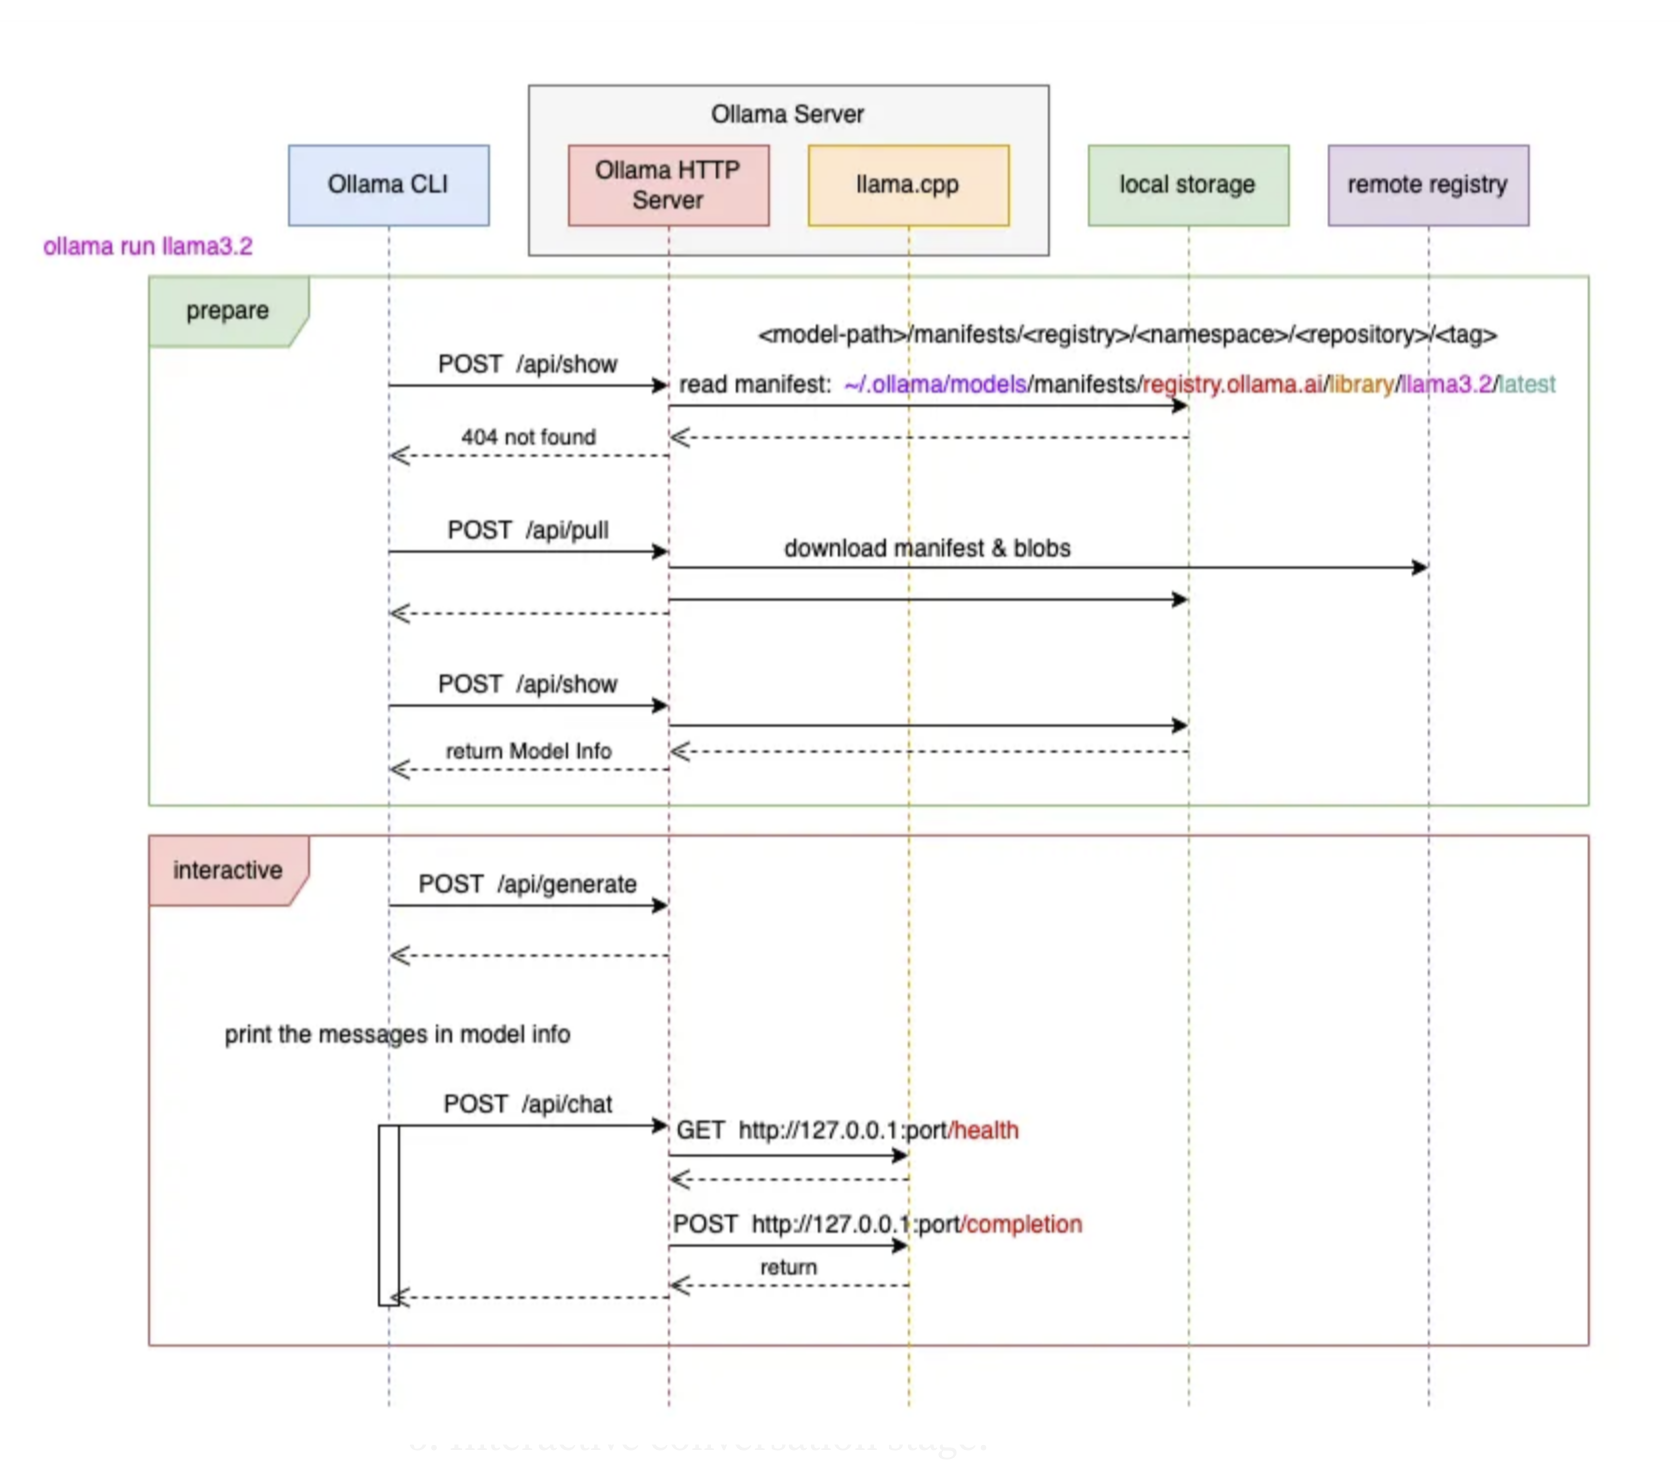 Ollama Server
Ollama CLI
Ollama HTTP
Server
llama.cpp
local storage
remote registry
ollama run llama3.2
prepare
<model-path>/manifests/<registry>/<namespace>/<repository>/<tag>
POST /api/show
read manifest: ~/.ollama/models/manifests/registry.ollama.ai/library/llama3.2/latest
404 not found
POST /api/pull
download manifest & blobs
POST /api/show
return Model Info
interactive
POST /api/generate
print the messages in model info
POST /api/chat
GET http://127.0.0.1:port/health
POST http://127.0.0.1:port/completion
return